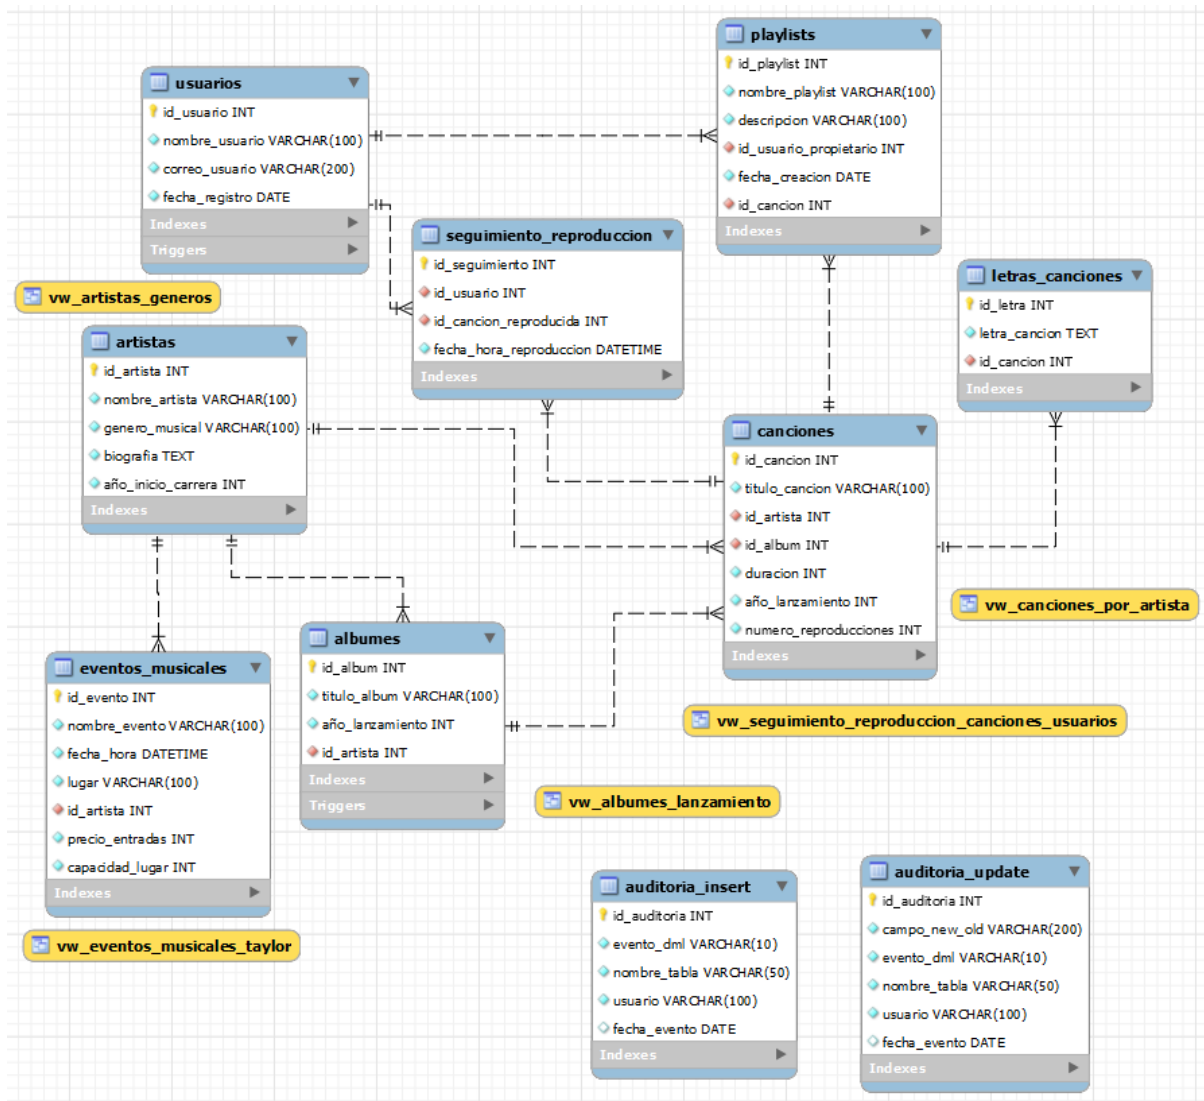 usuarios
id_usuario INT
nombre_usuario VARCHAR(100)
correo_usuario VARCHAR(200)
fecha_registro DATE
Indexes
Triggers
playlists
id_playlist INT
nombre_playlist VARCHAR(100)
descripcion VARCHAR(100)
id_usuario_propietario INT
fecha_creacion DATE
id_cancion INT
Indexes
seguimiento_reproduccion
id_seguimiento INT
id_usuario INT
id_cancion_reproducida INT
fecha_hora_reproduccion DATETIME
Indexes
letras_canciones
id_letra INT
letra_cancion TEXT
id_cancion INT
Indexes
vw_artistas_generos
artistas
id_artista INT
nombre_artista VARCHAR(100)
genero_musical VARCHAR(100)
biografia TEXT
año_inicio_carrera INT
Indexes
canciones
id_cancion INT
titulo_cancion VARCHAR(100)
id_artista INT
id_album INT
duracion INT
año_lanzamiento INT
numero_reproducciones INT
Indexes
vw_canciones_por_artista
eventos_musicales
id_evento INT
nombre_evento VARCHAR(100)
fecha_hora DATETIME
lugar VARCHAR(100)
id_artista INT
precio_entradas INT
capacidad_lugar INT
Indexes
albumes
id_album INT
titulo_album VARCHAR(100)
año_lanzamiento INT
id_artista INT
Indexes
Triggers
vw_seguimiento_reproduccion_canciones_usuarios
vw_albumes_lanzamiento
vw_eventos_musicales_taylor
auditoria_insert
id_auditoria INT
evento_dml VARCHAR(10)
nombre_tabla VARCHAR(50)
usuario VARCHAR(100)
fecha_evento DATE
Indexes
auditoria_update
id_auditoria INT
campo_new_old VARCHAR(200)
evento_dml VARCHAR(10)
nombre_tabla VARCHAR(50)
usuario VARCHAR(100)
fecha_evento DATE
Indexes